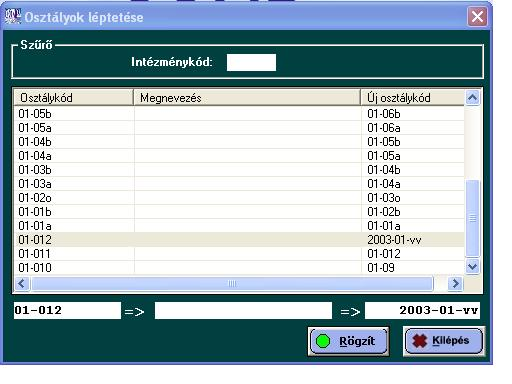 Osztályok léptetése
Szűrő
Intézménykód:
Osztálykód Megnevezés Új osztálykód
01-05b 01-06b
01-05a 01-06a
01-04b 01-05b
01-04a 01-05a
01-03b 01-04b
01-03a 01-04a
01-02o 01-03o
01-01b 01-02b
01-01a 01-01a
01-012 2003-01-vv
01-011 01-012
01-010 01-09
01-012 => => 2003-01-vv
Rögzít Kilépés